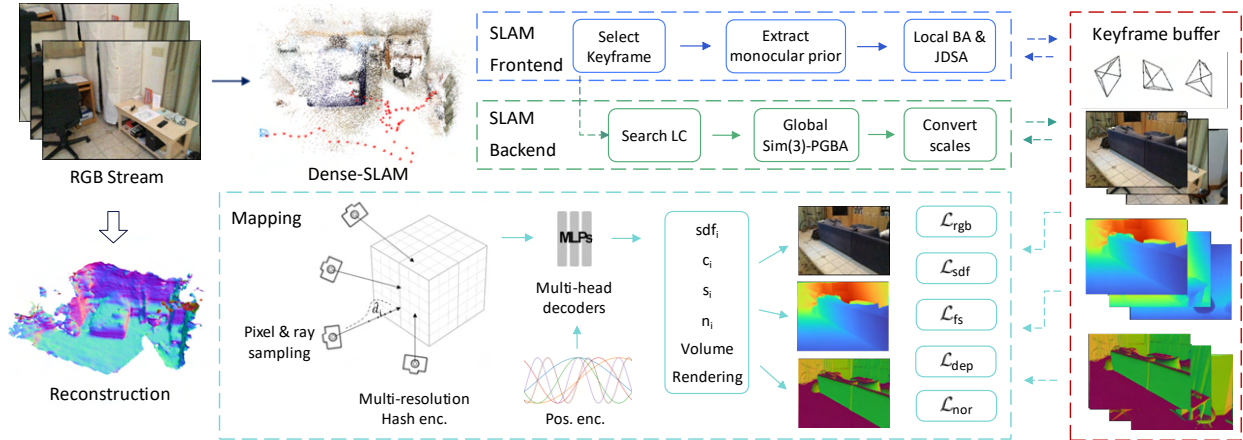 RGB Stream
Dense-SLAM
Reconstruction
SLAM
Frontend
Select
Keyframe
Extract
monocular prior
Local BA &
JDSA
SLAM
Backend
Search LC
Global
Sim(3)-PGBA
Convert
scales
Keyframe buffer
Mapping
Pixel & ray
sampling
d_i
Multi-resolution
Hash enc.
MLPs
Multi-head
decoders
Pos. enc.
sdf_i
c_i
s_i
n_i
Volume
Rendering
ℒ_rgb
ℒ_sdf
ℒ_fs
ℒ_dep
ℒ_nor